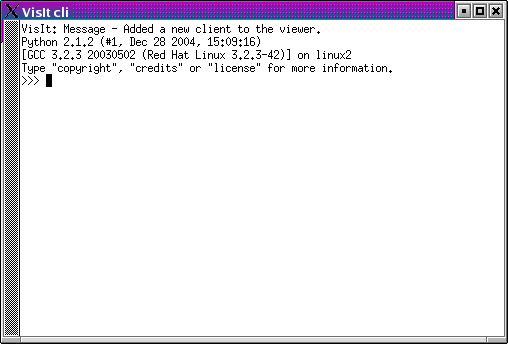 VisIt cli
VisIt: Message - Added a new client to the viewer.
Python 2.1.2 (#1, Dec 28 2004, 15:09:16)
[GCC 3.2.3 20030502 (Red Hat Linux 3.2.3-42)] on linux2
Type "copyright", "credits" or "license" for more information.
>>>